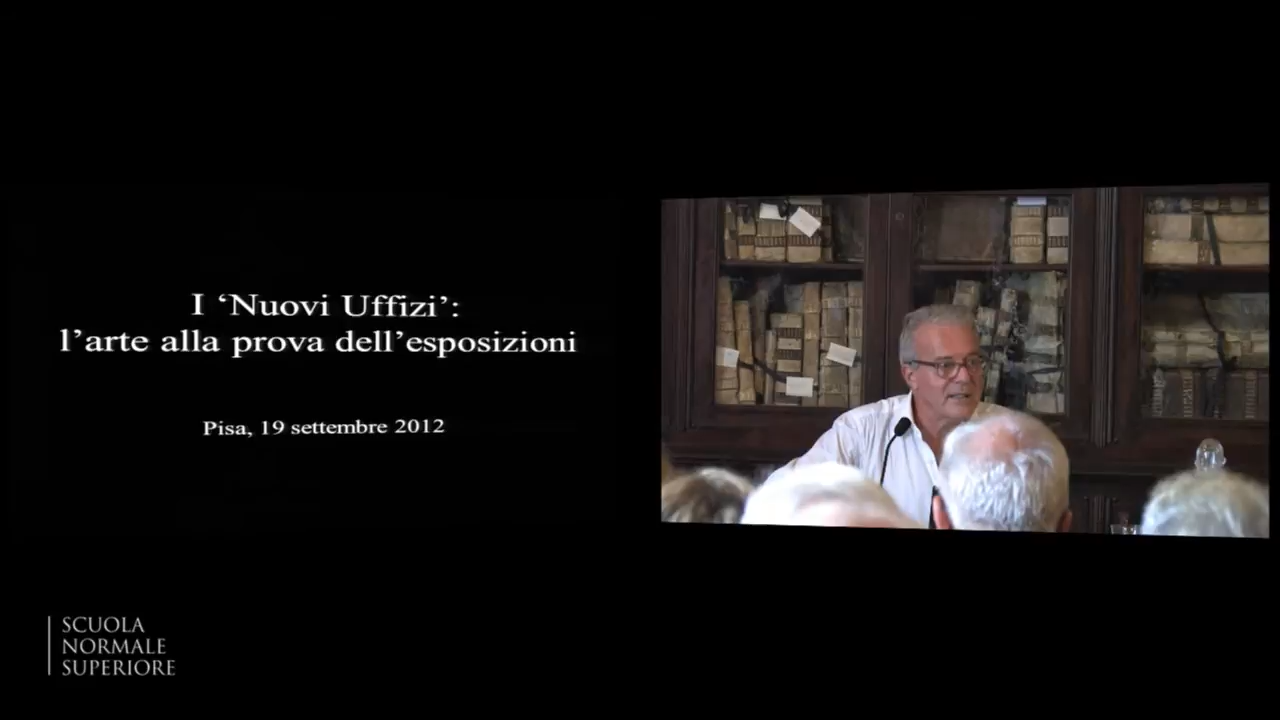 I ‘Nuovi Uffizi’:
l’arte alla prova dell’esposizioni
Pisa, 19 settembre 2012
SCUOLA
NORMALE
SUPERIORE